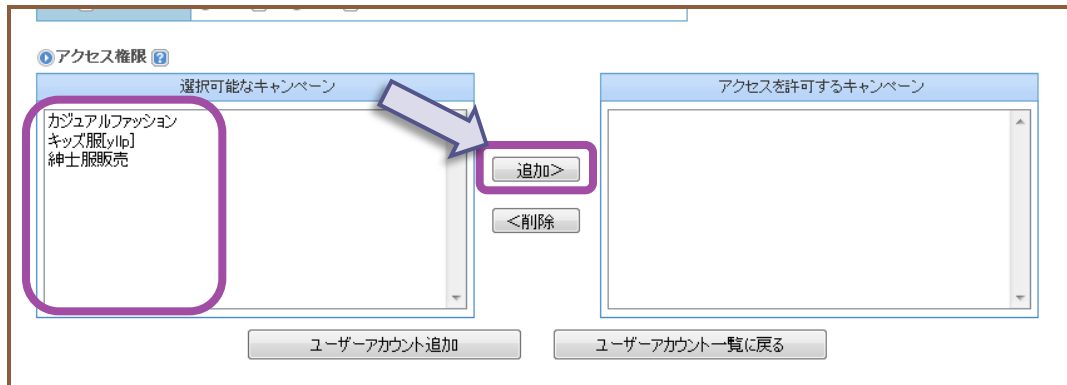 アクセス権限 ?
選択可能なキャンペーン
アクセスを許可するキャンペーン
カジュアルファッション
キッズ服[yllp]
紳士服販売
追加>
<削除
ユーザーアカウント追加
ユーザーアカウント一覧に戻る